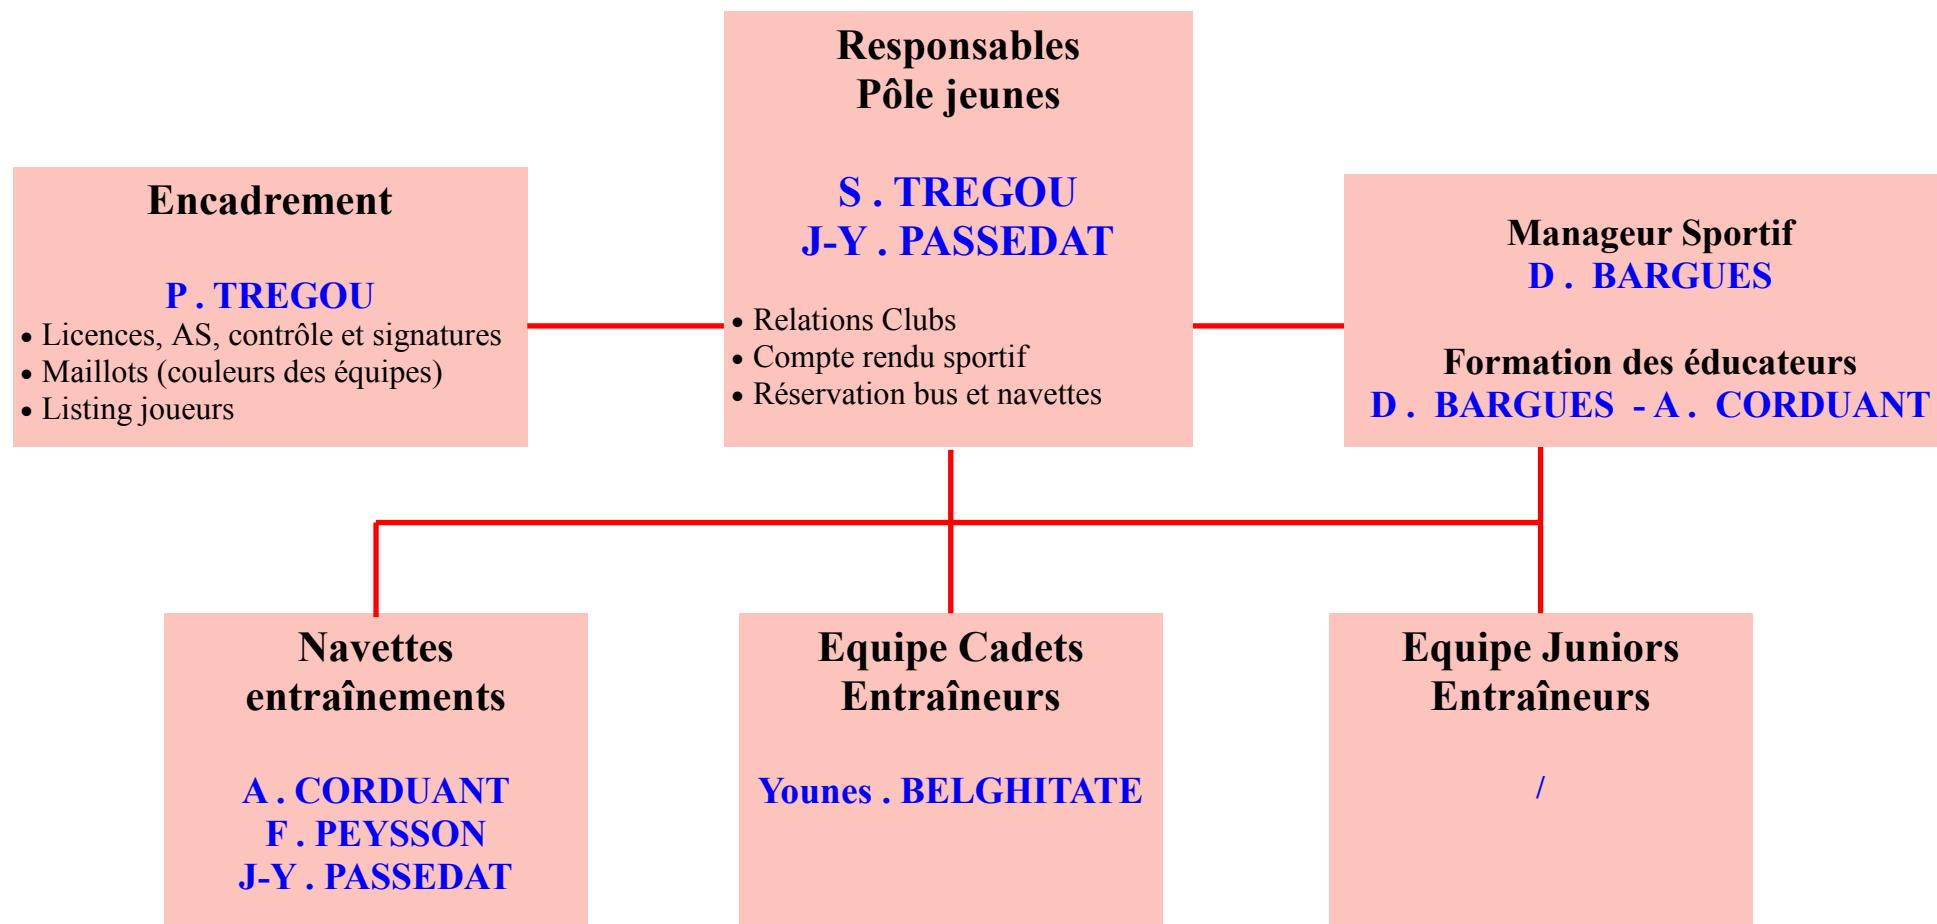 Responsables
Pôle jeunes
S . TREGOU
J-Y . PASSEDAT
• Relations Clubs
• Compte rendu sportif
• Réservation bus et navettes
Encadrement
P . TREGOU
• Licences, AS, contrôle et signatures
• Maillots (couleurs des équipes)
• Listing joueurs
Manageur Sportif
D . BARGUES
Formation des éducateurs
D . BARGUES - A . CORDUANT
Navettes
entraînements
A . CORDUANT
F . PEYSSON
J-Y . PASSEDAT
Equipe Cadets
Entraîneurs
Younes . BELGHITATE
Equipe Juniors
Entraîneurs
/